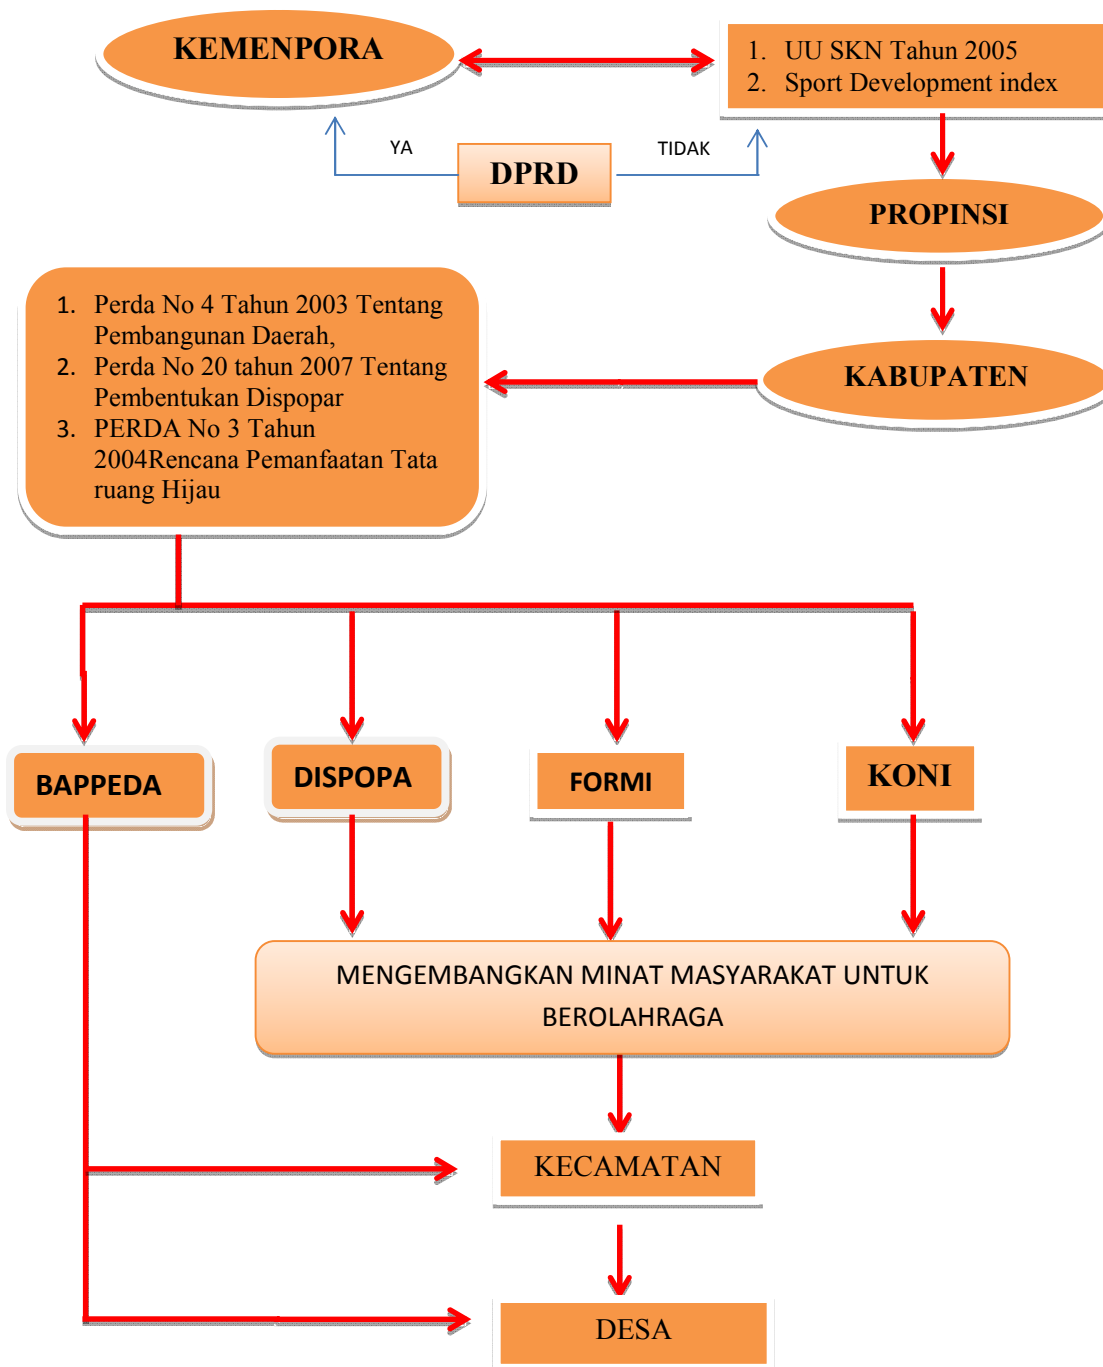 KEMENPORA
1. UU SKN Tahun 2005
2. Sport Development index
YA
DPRD
TIDAK
PROPINSI
1. Perda No 4 Tahun 2003 Tentang
Pembangunan Daerah,
2. Perda No 20 tahun 2007 Tentang
Pembentukan Dispopar
3. PERDA No 3 Tahun
2004Rencana Pemanfaatan Tata
ruang Hijau
KABUPATEN
BAPPEDA
DISPOPA
FORMI
KONI
MENGEMBANGKAN MINAT MASYARAKAT UNTUK
BEROLAHRAGA
KECAMATAN
DESA